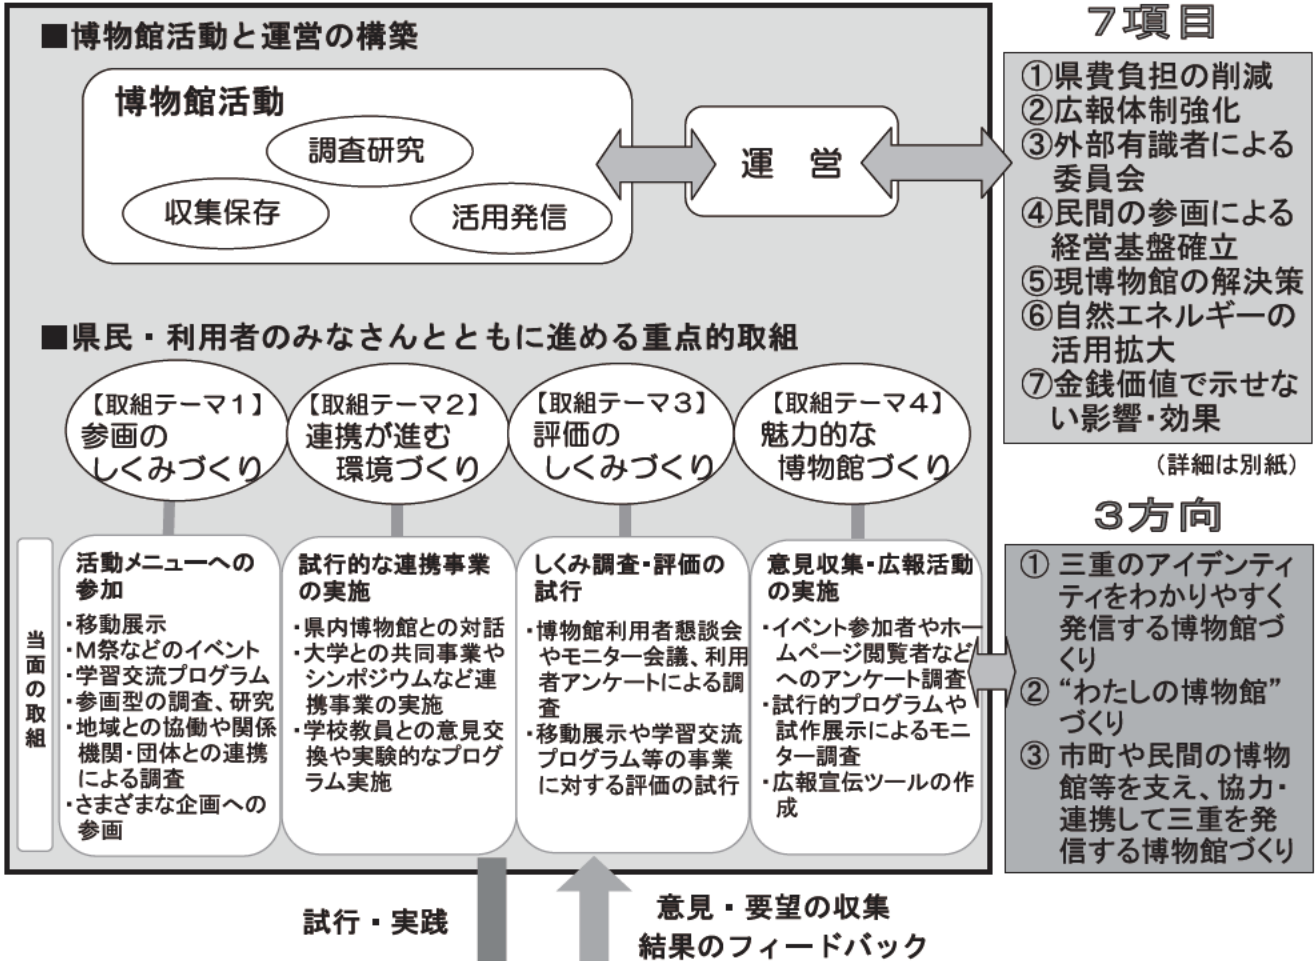 ■博物館活動と運営の構築
博物館活動
調査研究
収集保存
活用発信
運　営
■県民・利用者のみなさんとともに進める重点的取組
【取組テーマ１】
参画の
しくみづくり
【取組テーマ２】
連携が進む
環境づくり
【取組テーマ３】
評価の
しくみづくり
【取組テーマ４】
魅力的な
博物館づくり
当面の取組
活動メニューへの
参加
・移動展示
・Ｍ祭などのイベント
・学習交流プログラム
・参画型の調査、研究
・地域との協働や関係
機関・団体との連携
による調査
・さまざまな企画への
参画
試行的な連携事業
の実施
・県内博物館との対話
・大学との共同事業や
シンポジウムなど連
携事業の実施
・学校教員との意見交
換や実験的なプログ
ラム実施
しくみ調査・評価の
試行
・博物館利用者懇談会
やモニター会議、利用
者アンケートによる調
査
・移動展示や学習交流
プログラム等の事業
に対する評価の試行
意見収集・広報活動
の実施
・イベント参加者やホー
ムページ閲覧者など
へのアンケート調査
・試行的プログラムや
試作展示によるモニ
ター調査
・広報宣伝ツールの作
成
７項目
①県費負担の削減
②広報体制強化
③外部有識者による
委員会
④民間の参画による
経営基盤確立
⑤現博物館の解決策
⑥自然エネルギーの
活用拡大
⑦金銭価値で示せな
い影響・効果
（詳細は別紙）
３方向
① 三重のアイデンティ
ティをわかりやすく
発信する博物館づ
くり
② “わたしの博物館”
づくり
③ 市町や民間の博物
館等を支え、協力・
連携して三重を発
信する博物館づくり
試行・実践
意見・要望の収集
結果のフィードバック